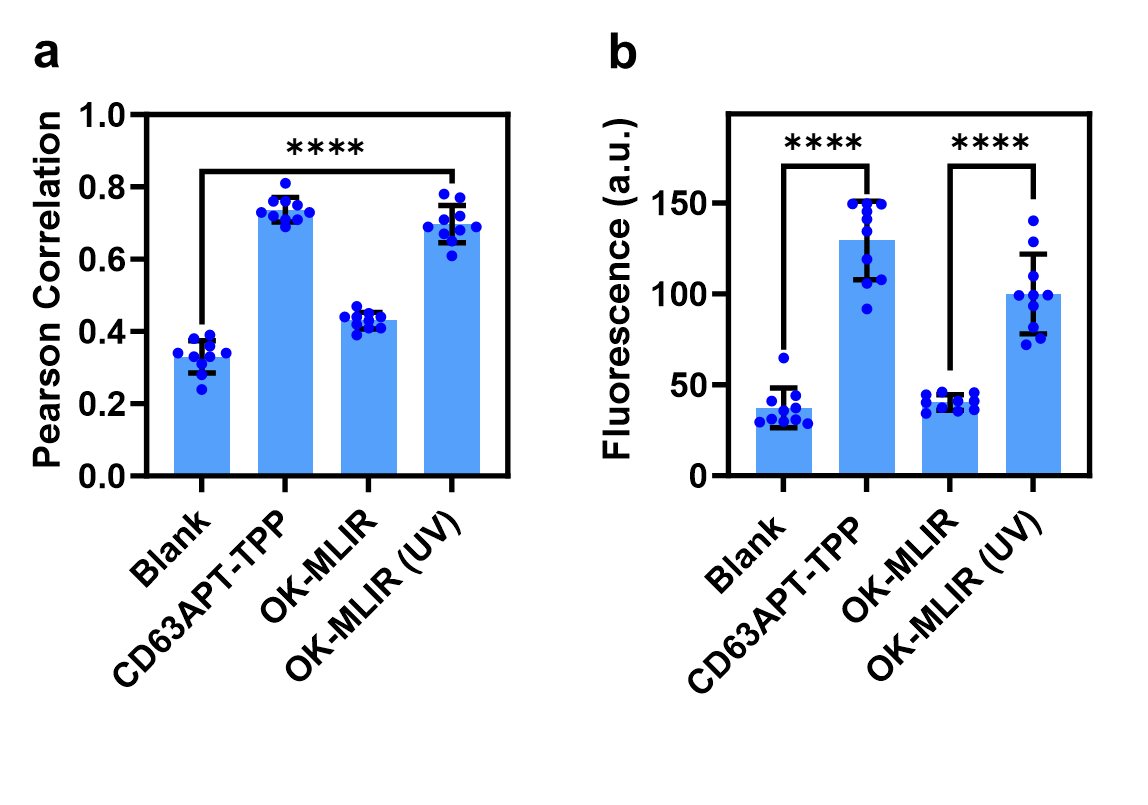 a
Pearson Correlation
1.0
0.8
0.6
0.4
0.2
0.0
****
Blank
CD63APT-TPP
OK-MLIR
OK-MLIR (UV)
b
Fluorescence (a.u.)
150
100
50
0
**** ****
Blank
CD63APT-TPP
OK-MLIR
OK-MLIR (UV)